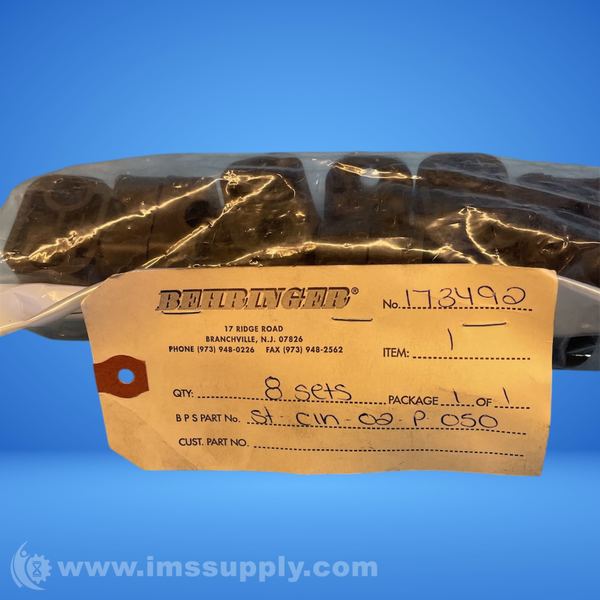 BEHRINGER®
17 RIDGE ROAD
BRANCHVILLE, N.J. 07826
PHONE (973) 948-0226 FAX (973) 948-2562
No. 173492
ITEM: 1
QTY: 8 sets PACKAGE 1 OF 1
B P S PART No. St-CIN-02-P-050
CUST. PART NO.
www.imssupply.com